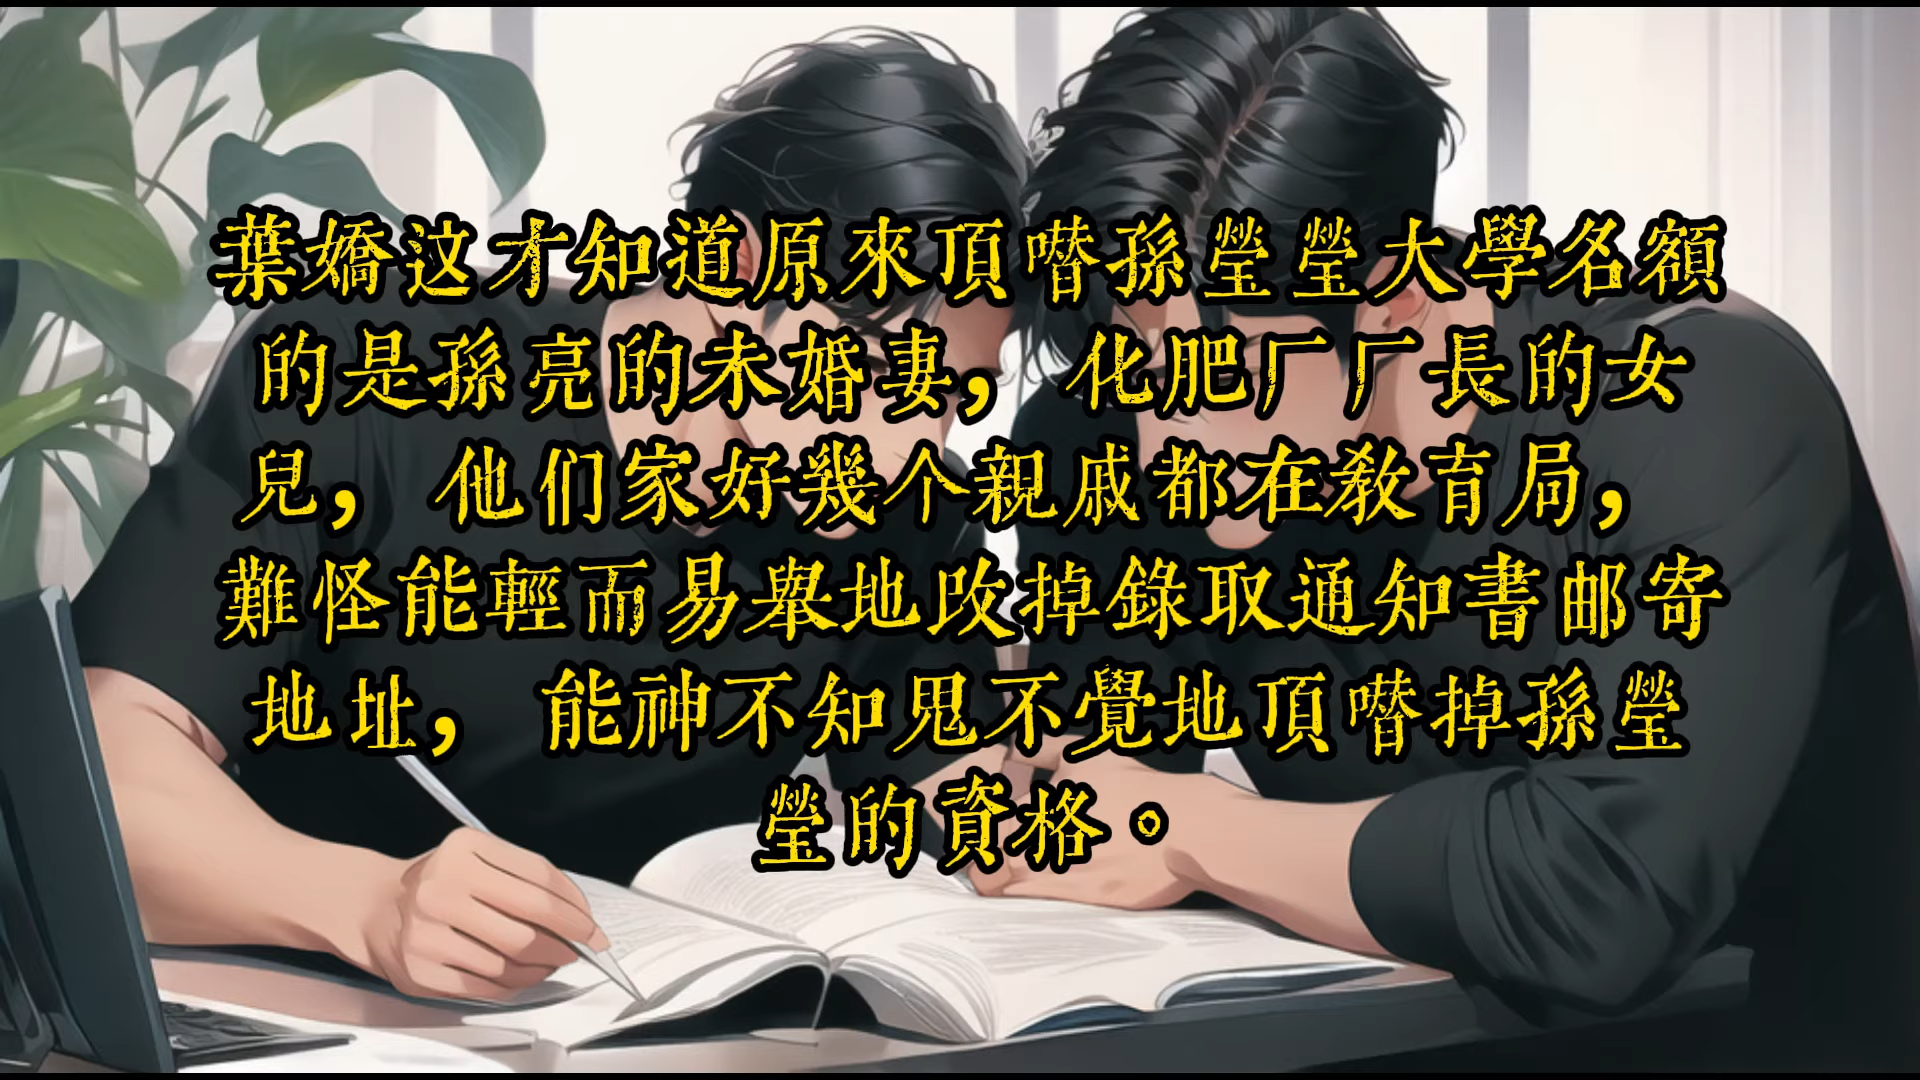 葉嬌这才知道原來頂噆孫瑩瑩大學名額
的是孫亮的未婚妻，化肥厂厂長的女
兒，他们家好幾个親戚都在教育局，
難怪能輕而易舉地改掉錄取通知書邮寄
地址，能神不知鬼不覺地頂噆掉孫瑩
瑩的資格。